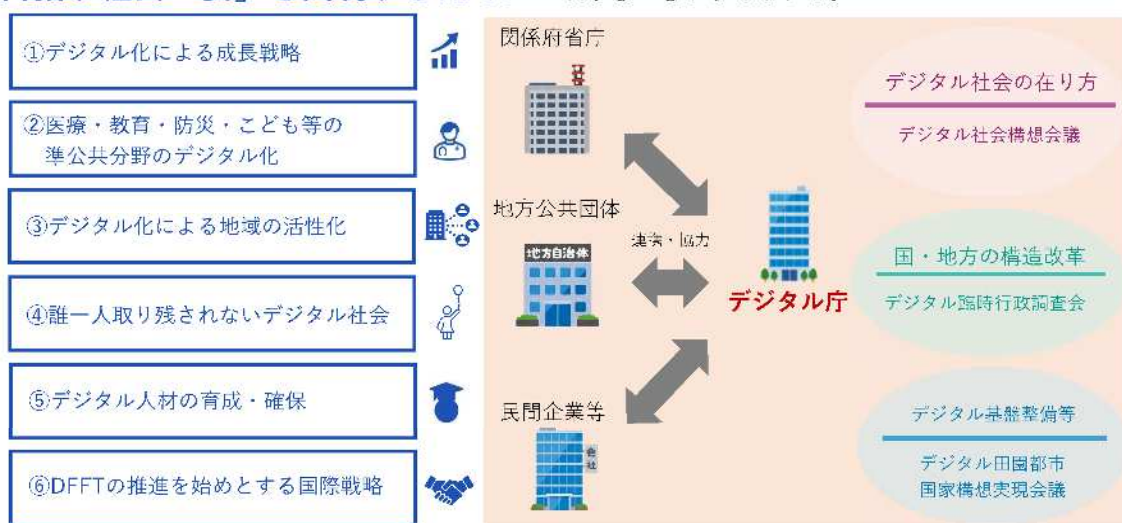 ①デジタル化による成長戦略
②医療・教育・防災・こども等の
準公共分野のデジタル化
③デジタル化による地域の活性化
④誰一人取り残されないデジタル社会
⑤デジタル人材の育成・確保
⑥DFFTの推進を始めとする国際戦略
関係府省庁
地方公共団体
地方自治体
民間企業等
会社
連携・協力
デジタル庁
デジタル社会の在り方
デジタル社会構想会議
国・地方の構造改革
デジタル臨時行政調査会
デジタル基盤整備等
デジタル田園都市
国家構想実現会議